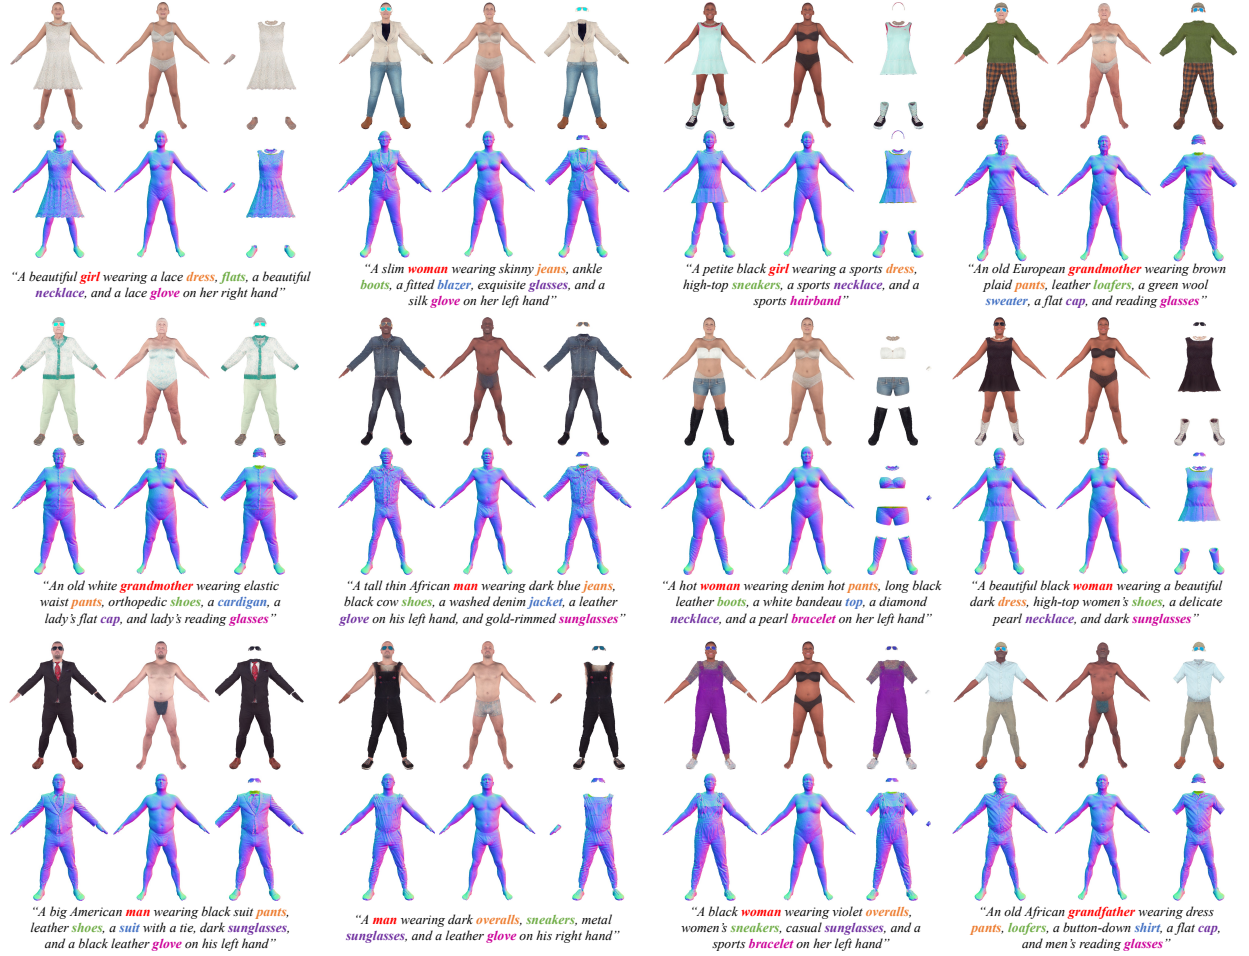 “A beautiful girl wearing a lace dress, flats, a beautiful
necklace, and a lace glove on her right hand”
“A slim woman wearing skinny jeans, ankle
boots, a fitted blazer, exquisite glasses, and a
silk glove on her left hand”
“A petite black girl wearing a sports dress,
high-top sneakers, a sports necklace, and a
sports hairband”
“An old European grandmother wearing brown
plaid pants, leather loafers, a green wool
sweater, a flat cap, and reading glasses”
“An old white grandmother wearing elastic
waist pants, orthopedic shoes, a cardigan, a
lady’s flat cap, and lady’s reading glasses”
“A tall thin African man wearing dark blue jeans,
black cow shoes, a washed denim jacket, a leather
glove on his left hand, and gold-rimmed sunglasses”
“A hot woman wearing denim hot pants, long black
leather boots, a white bandeau top, a diamond
necklace, and a pearl bracelet on her left hand”
“A beautiful black woman wearing a beautiful
dark dress, high-top women’s shoes, a delicate
pearl necklace, and dark sunglasses”
“A big American man wearing black suit pants,
leather shoes, a suit with a tie, dark sunglasses,
and a black leather glove on his left hand”
“A man wearing dark overalls, sneakers, metal
sunglasses, and a leather glove on his right hand”
“A black woman wearing violet overalls,
women’s sneakers, casual sunglasses, and a
sports bracelet on her left hand”
“An old African grandfather wearing dress
pants, loafers, a button-down shirt, a flat cap,
and men’s reading glasses”